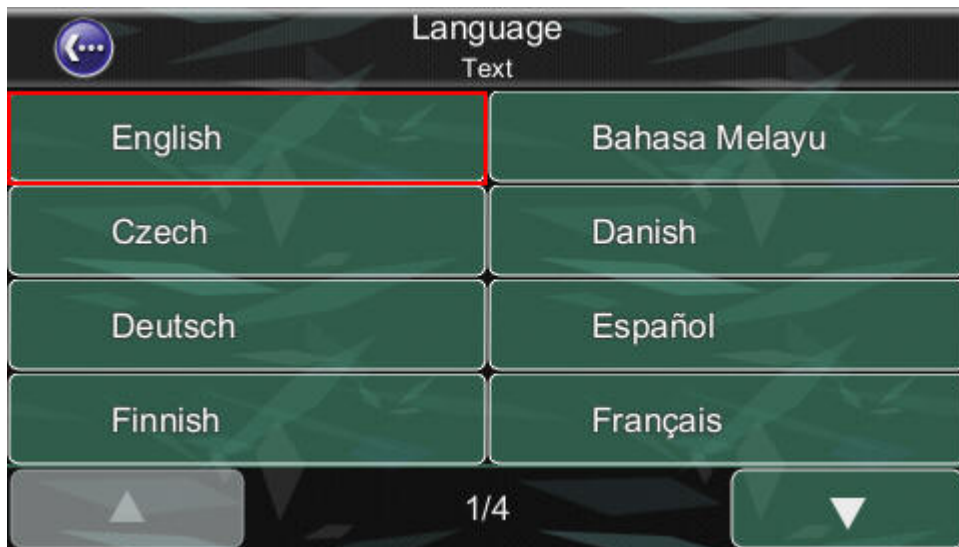 Language
Text
English
Bahasa Melayu
Czech
Danish
Deutsch
Español
Finnish
Français
1/4